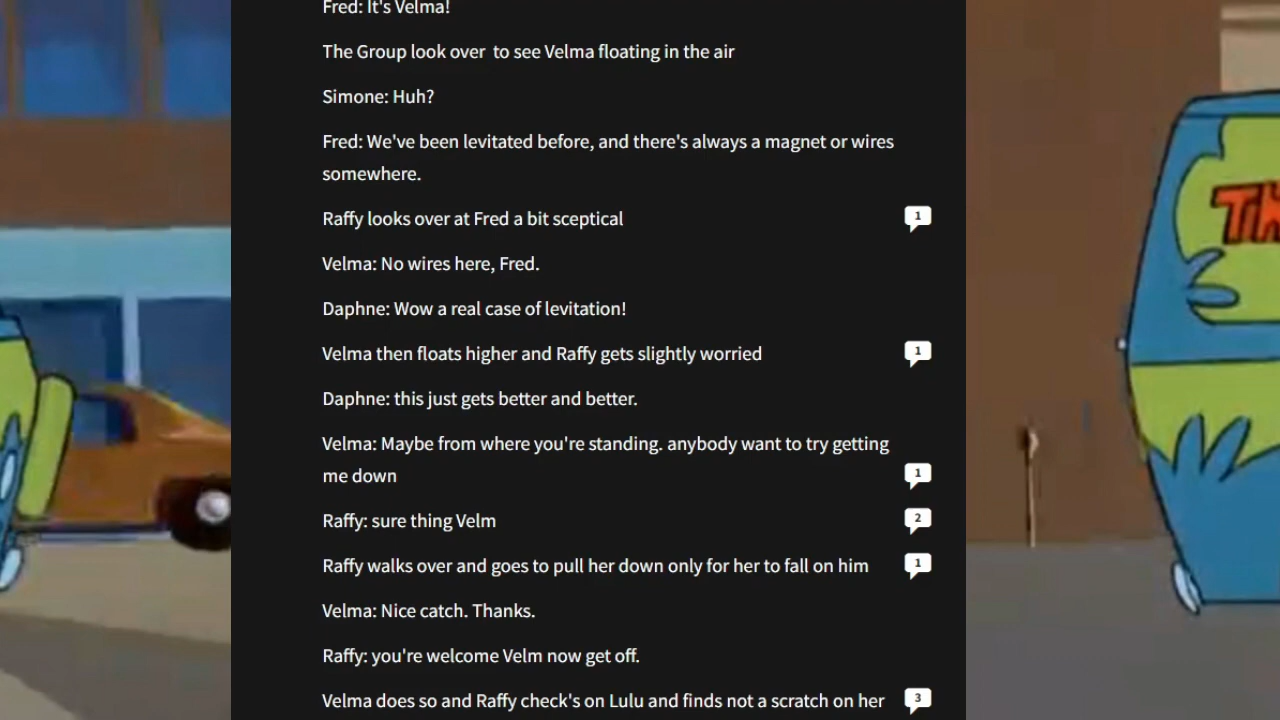 Fred: It's Velma!
The Group look over  to see Velma floating in the air
Simone: Huh?
Fred: We've been levitated before, and there's always a magnet or wires
somewhere.
Raffy looks over at Fred a bit sceptical
1
Velma: No wires here, Fred.
Daphne: Wow a real case of levitation!
Velma then floats higher and Raffy gets slightly worried
1
Daphne: this just gets better and better.
Velma: Maybe from where you're standing. anybody want to try getting
me down
1
Raffy: sure thing Velm
2
Raffy walks over and goes to pull her down only for her to fall on him
1
Velma: Nice catch. Thanks.
Raffy: you're welcome Velm now get off.
Velma does so and Raffy check's on Lulu and finds not a scratch on her
3